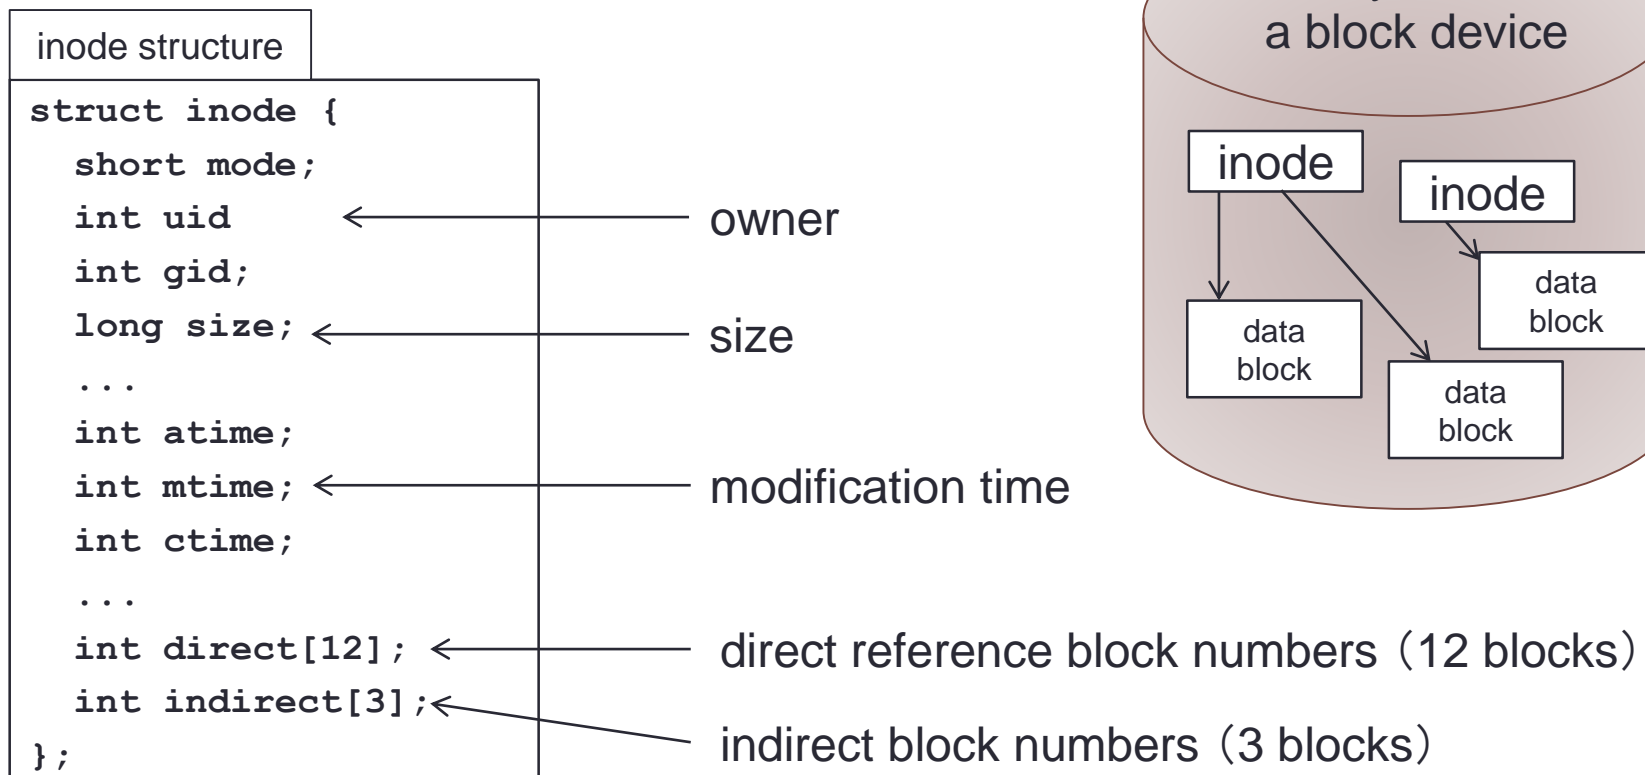 inode structure
struct inode {
short mode;
int uid
int gid;
long size;
...
int atime;
int mtime;
int ctime;
...
int direct[12];
int indirect[3];
};
owner
size
modification time
direct reference block numbers（12 blocks）
indirect block numbers（3 blocks）
a block device
inode
inode
data
block
data
block
data
block